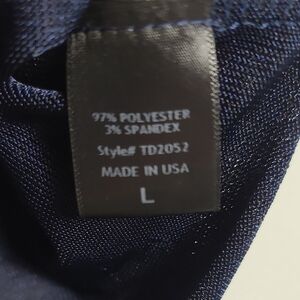 97% POLYESTER
3% SPANDEX
Style# TD2052
MADE IN USA
L